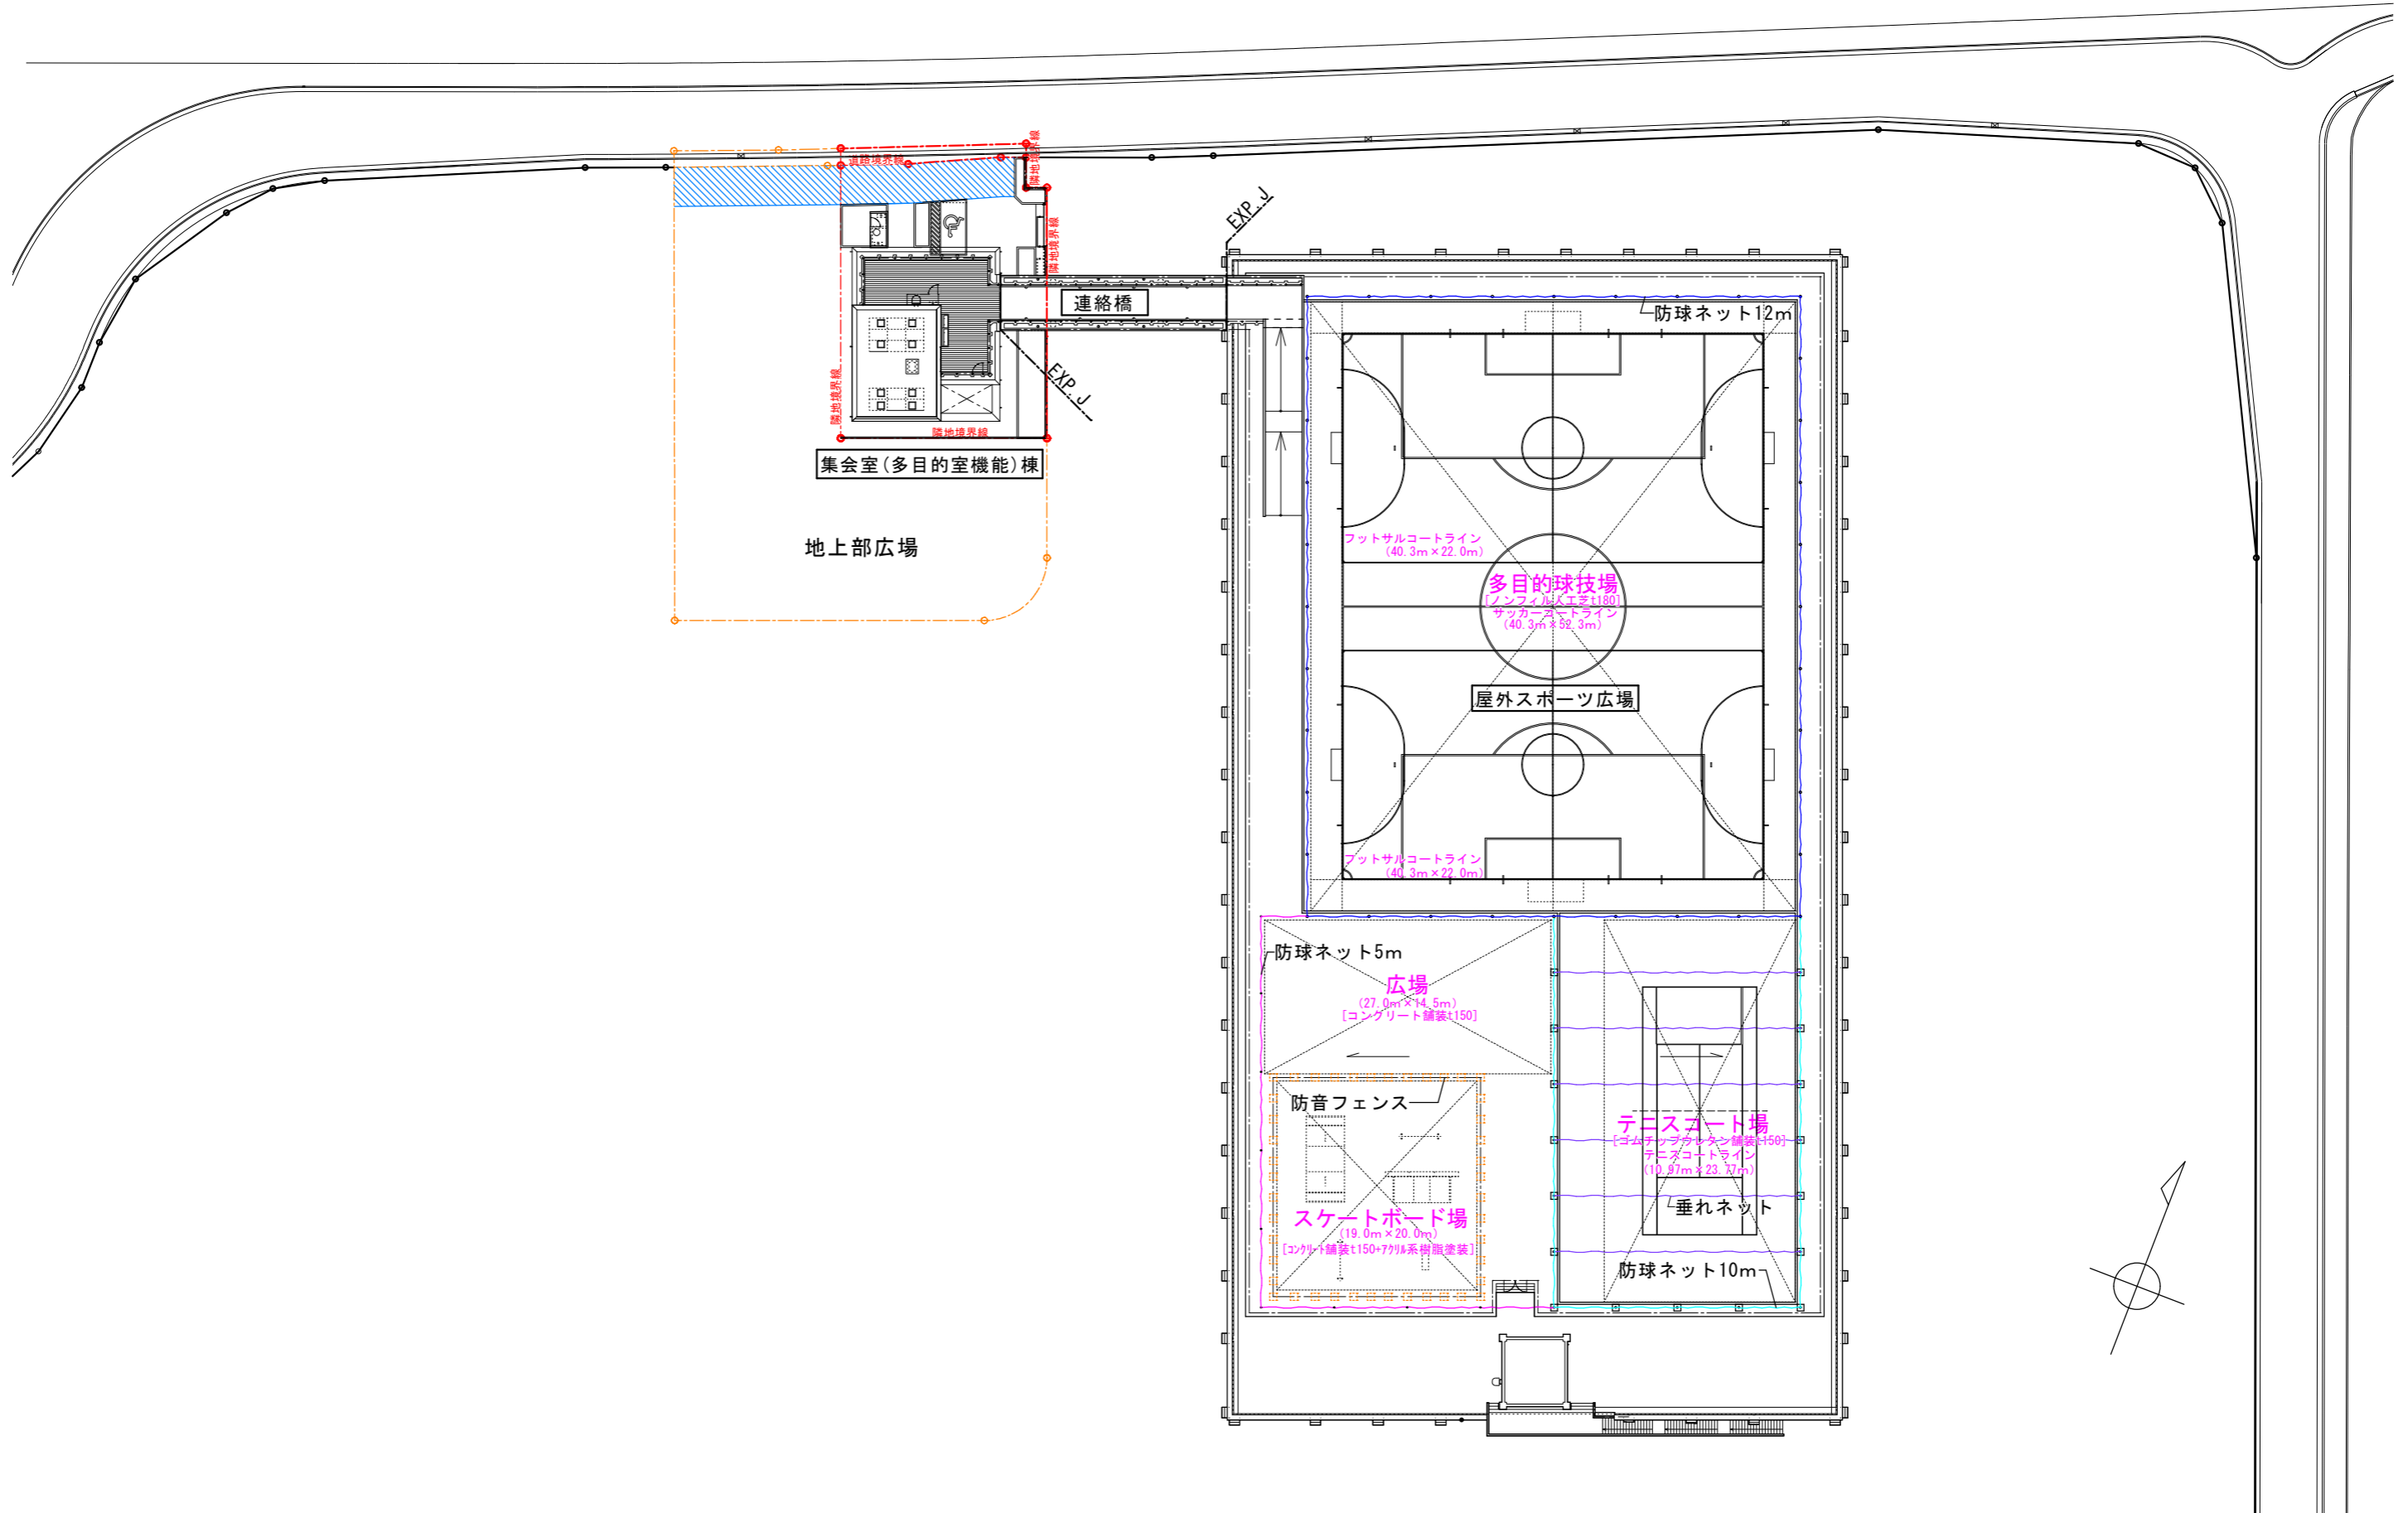 道路境界線
隣地境界線
隣地境界線
EXP.J
連絡橋
防球ネット12m
EXP.J
隣地境界線
隣地境界線
集会室(多目的室機能)棟
地上部広場
フットサルコートライン
(40.3m×22.0m)
多目的球技場
[ノンフィル人工芝t180]
サッカーコートライン
(40.3m×52.3m)
屋外スポーツ広場
フットサルコートライン
(40.3m×22.0m)
防球ネット5m
広場
(27.0m×14.5m)
[コンクリート舗装t150]
防音フェンス
テニスコート場
[ゴムチップウレタン舗装t150]
テニスコートライン
(10.97m×23.77m)
垂れネット
スケートボード場
(19.0m×20.0m)
[コンクリート舗装t150+アクリル系樹脂塗装]
防球ネット10m